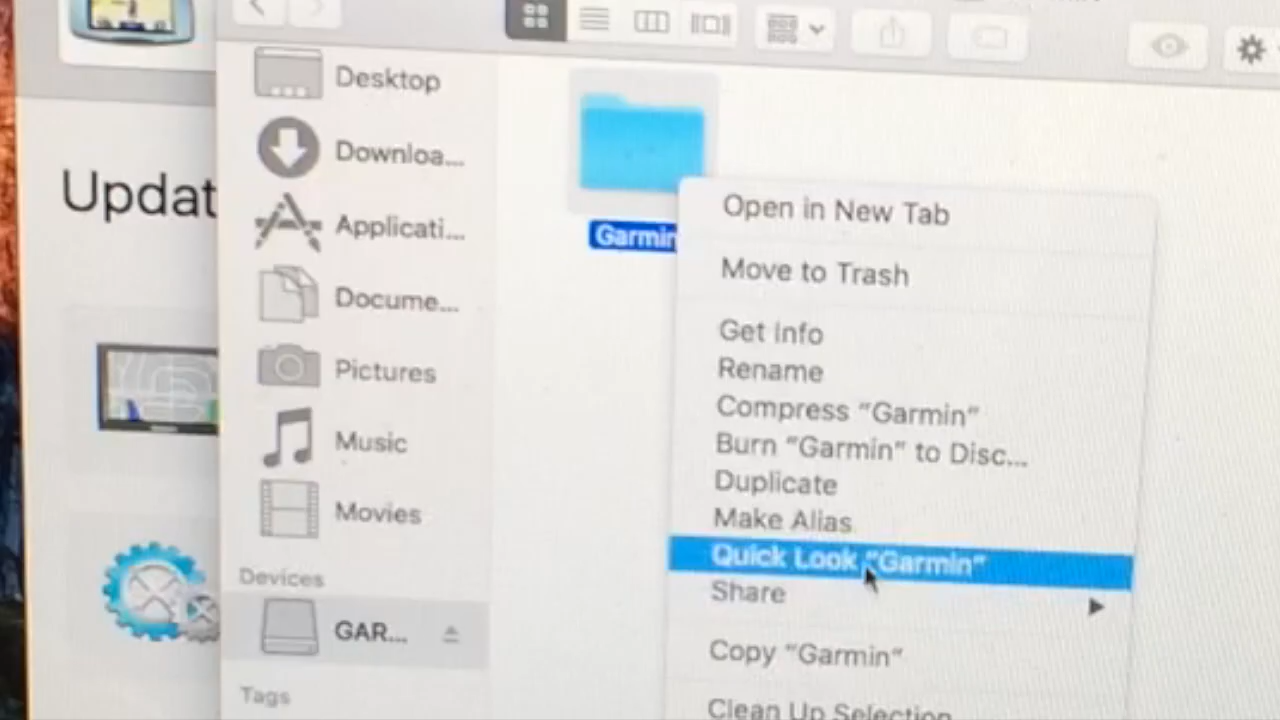 Updat
Desktop
Downloa...
Applicati...
Docume...
Pictures
Music
Movies
Devices
GAR...
Tags
Garmin
Open in New Tab
Move to Trash
Get Info
Rename
Compress “Garmin”
Burn “Garmin” to Disc...
Duplicate
Make Alias
Quick Look “Garmin”
Share
Copy “Garmin”
Clean Up Selection